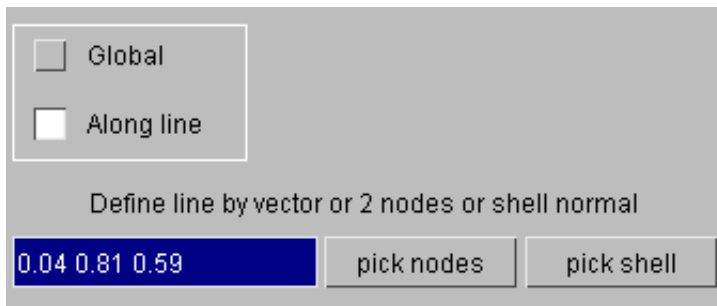 Global
Along line
Define line by vector or 2 nodes or shell normal
0.04 0.81 0.59 pick nodes pick shell